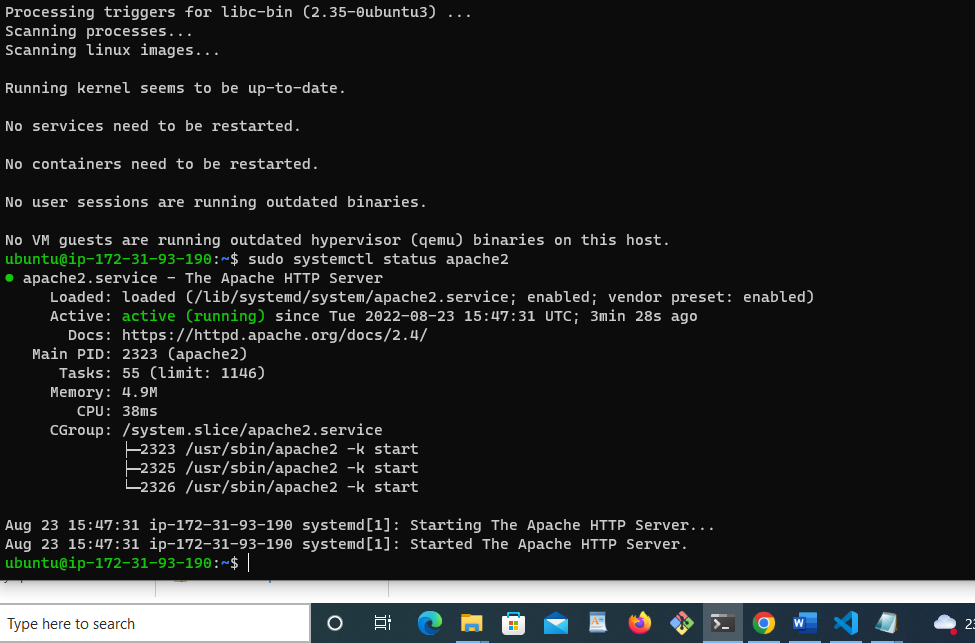 Processing triggers for libc-bin (2.35-0ubuntu3) ...
Scanning processes...
Scanning linux images...
Running kernel seems to be up-to-date.
No services need to be restarted.
No containers need to be restarted.
No user sessions are running outdated binaries.
No VM guests are running outdated hypervisor (qemu) binaries on this host.
ubuntu@ip-172-31-93-190:~$ sudo systemctl status apache2
● apache2.service - The Apache HTTP Server
Loaded: loaded (/lib/systemd/system/apache2.service; enabled; vendor preset: enabled)
Active: active (running) since Tue 2022-08-23 15:47:31 UTC; 3min 28s ago
Docs: https://httpd.apache.org/docs/2.4/
Main PID: 2323 (apache2)
Tasks: 55 (limit: 1146)
Memory: 4.9M
CPU: 38ms
CGroup: /system.slice/apache2.service
├─2323 /usr/sbin/apache2 -k start
├─2325 /usr/sbin/apache2 -k start
└─2326 /usr/sbin/apache2 -k start
Aug 23 15:47:31 ip-172-31-93-190 systemd[1]: Starting The Apache HTTP Server...
Aug 23 15:47:31 ip-172-31-93-190 systemd[1]: Started The Apache HTTP Server.
ubuntu@ip-172-31-93-190:~$
Type here to search